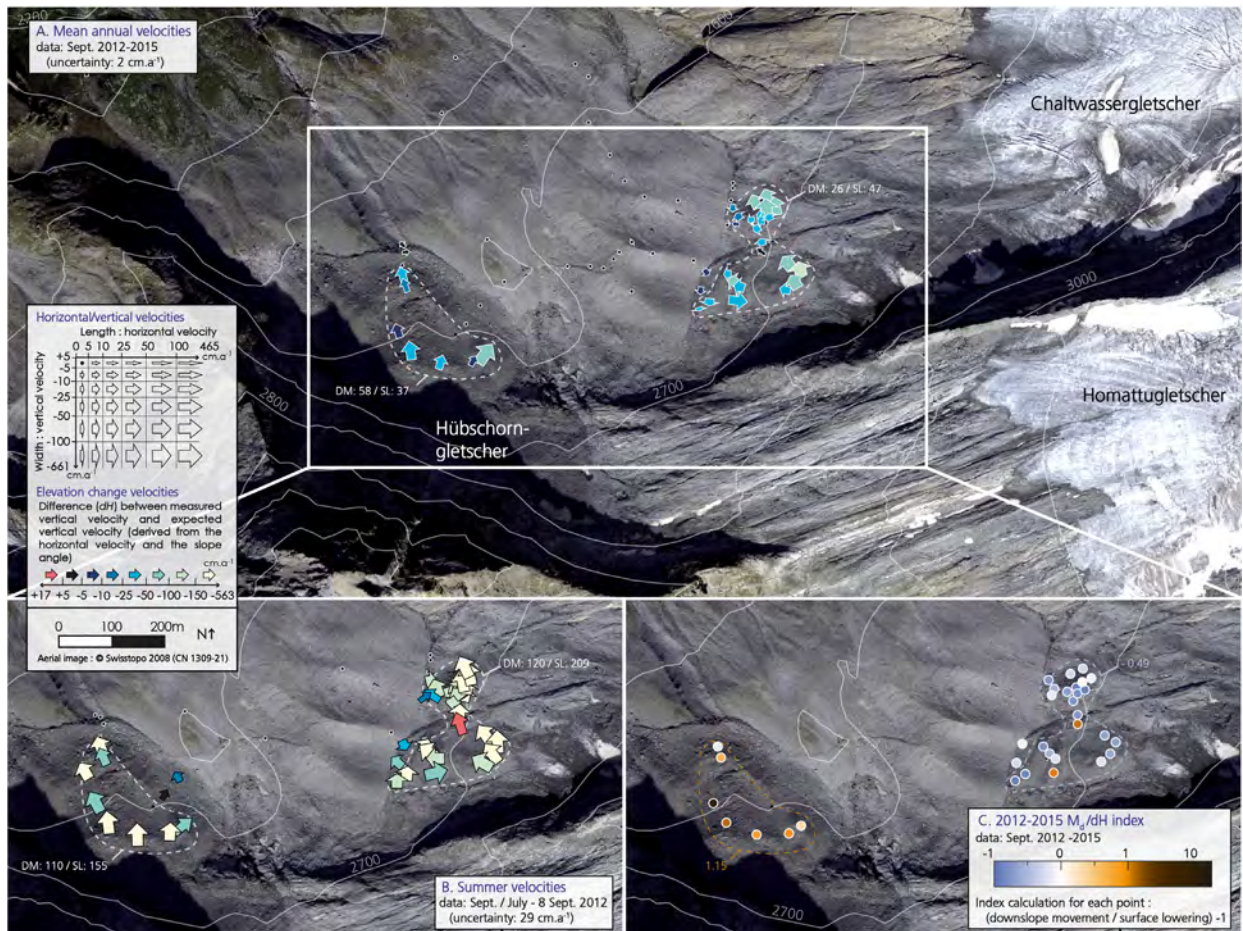 A. Mean annual velocities
data: Sept. 2012-2015
(uncertainty: 2 cm.a⁻¹)
2200
2600
Chaltwassergletscher
DM: 26 / SL: 47
3000
Horizontal/vertical velocities
Length : horizontal velocity
0 5 10 25 50 100 465
cm.a⁻¹
Width : vertical velocity
+5
-5
-10
-25
-50
-100
-661
cm.a⁻¹
DM: 58 / SL: 37
2700
2800
Homattugletscher
Hübschorn-
gletscher
Elevation change velocities
Difference (dH) between measured
vertical velocity and expected
vertical velocity (derived from the
horizontal velocity and the slope
angle)
cm.a⁻¹
+17 +5 -5 -10 -25 -50 -100 -150 -563
0 100 200m N↑
Aerial image : © Swisstopo 2008 (CN 1309-21)
DM: 120 / SL: 209
DM: 110 / SL: 155
2700
B. Summer velocities
data: Sept. / July - 8 Sept. 2012
(uncertainty: 29 cm.a⁻¹)
- 0.49
1.15
2700
C. 2012-2015 Md/dH index
data: Sept. 2012 -2015
-1 0 1 10
Index calculation for each point :
(downslope movement / surface lowering) -1